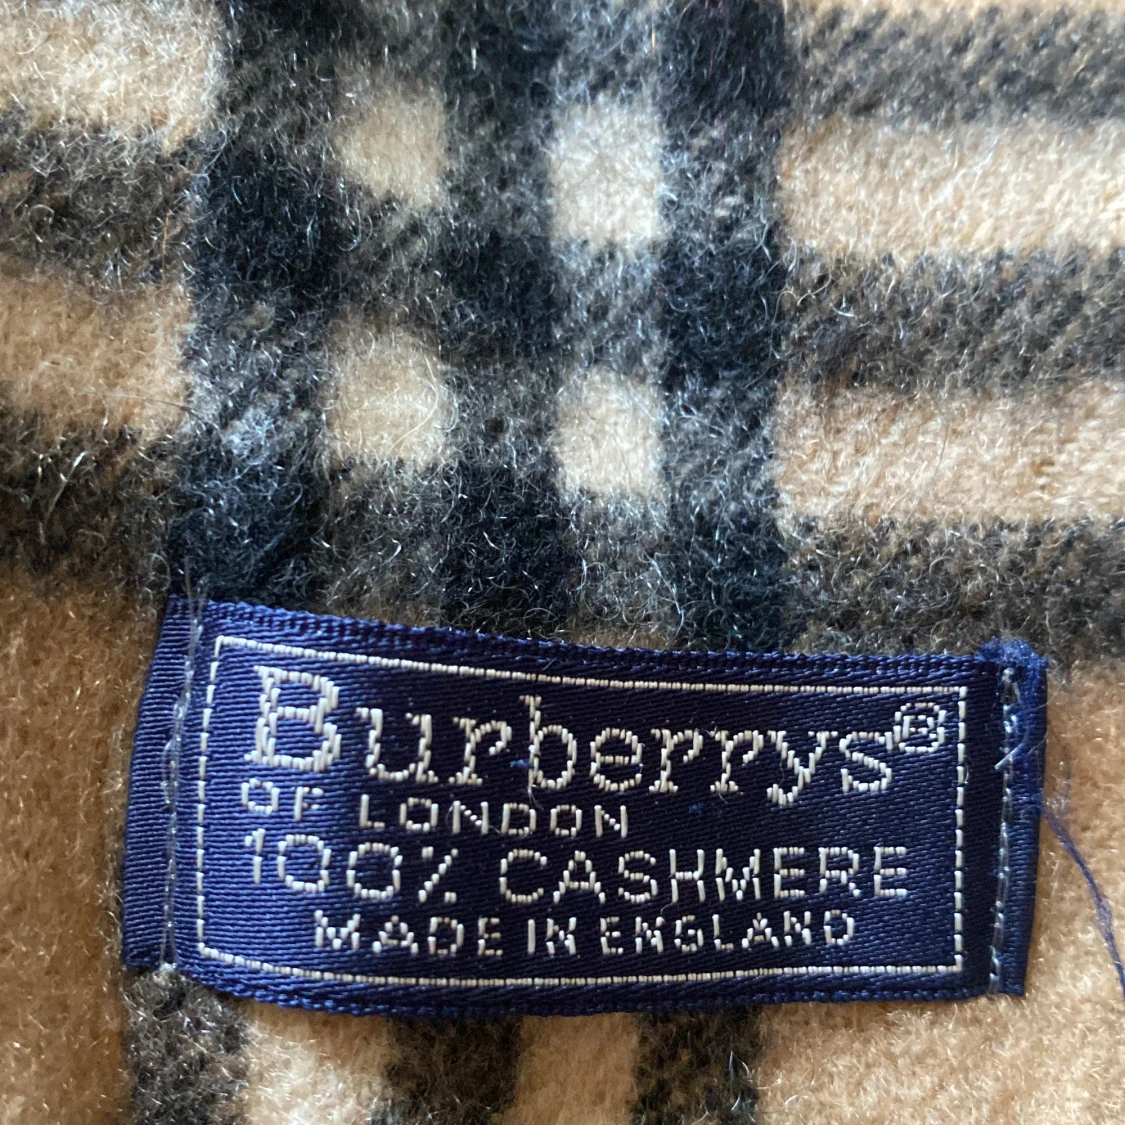 Burberrys®
OF LONDON
100% CASHMERE
MADE IN ENGLAND